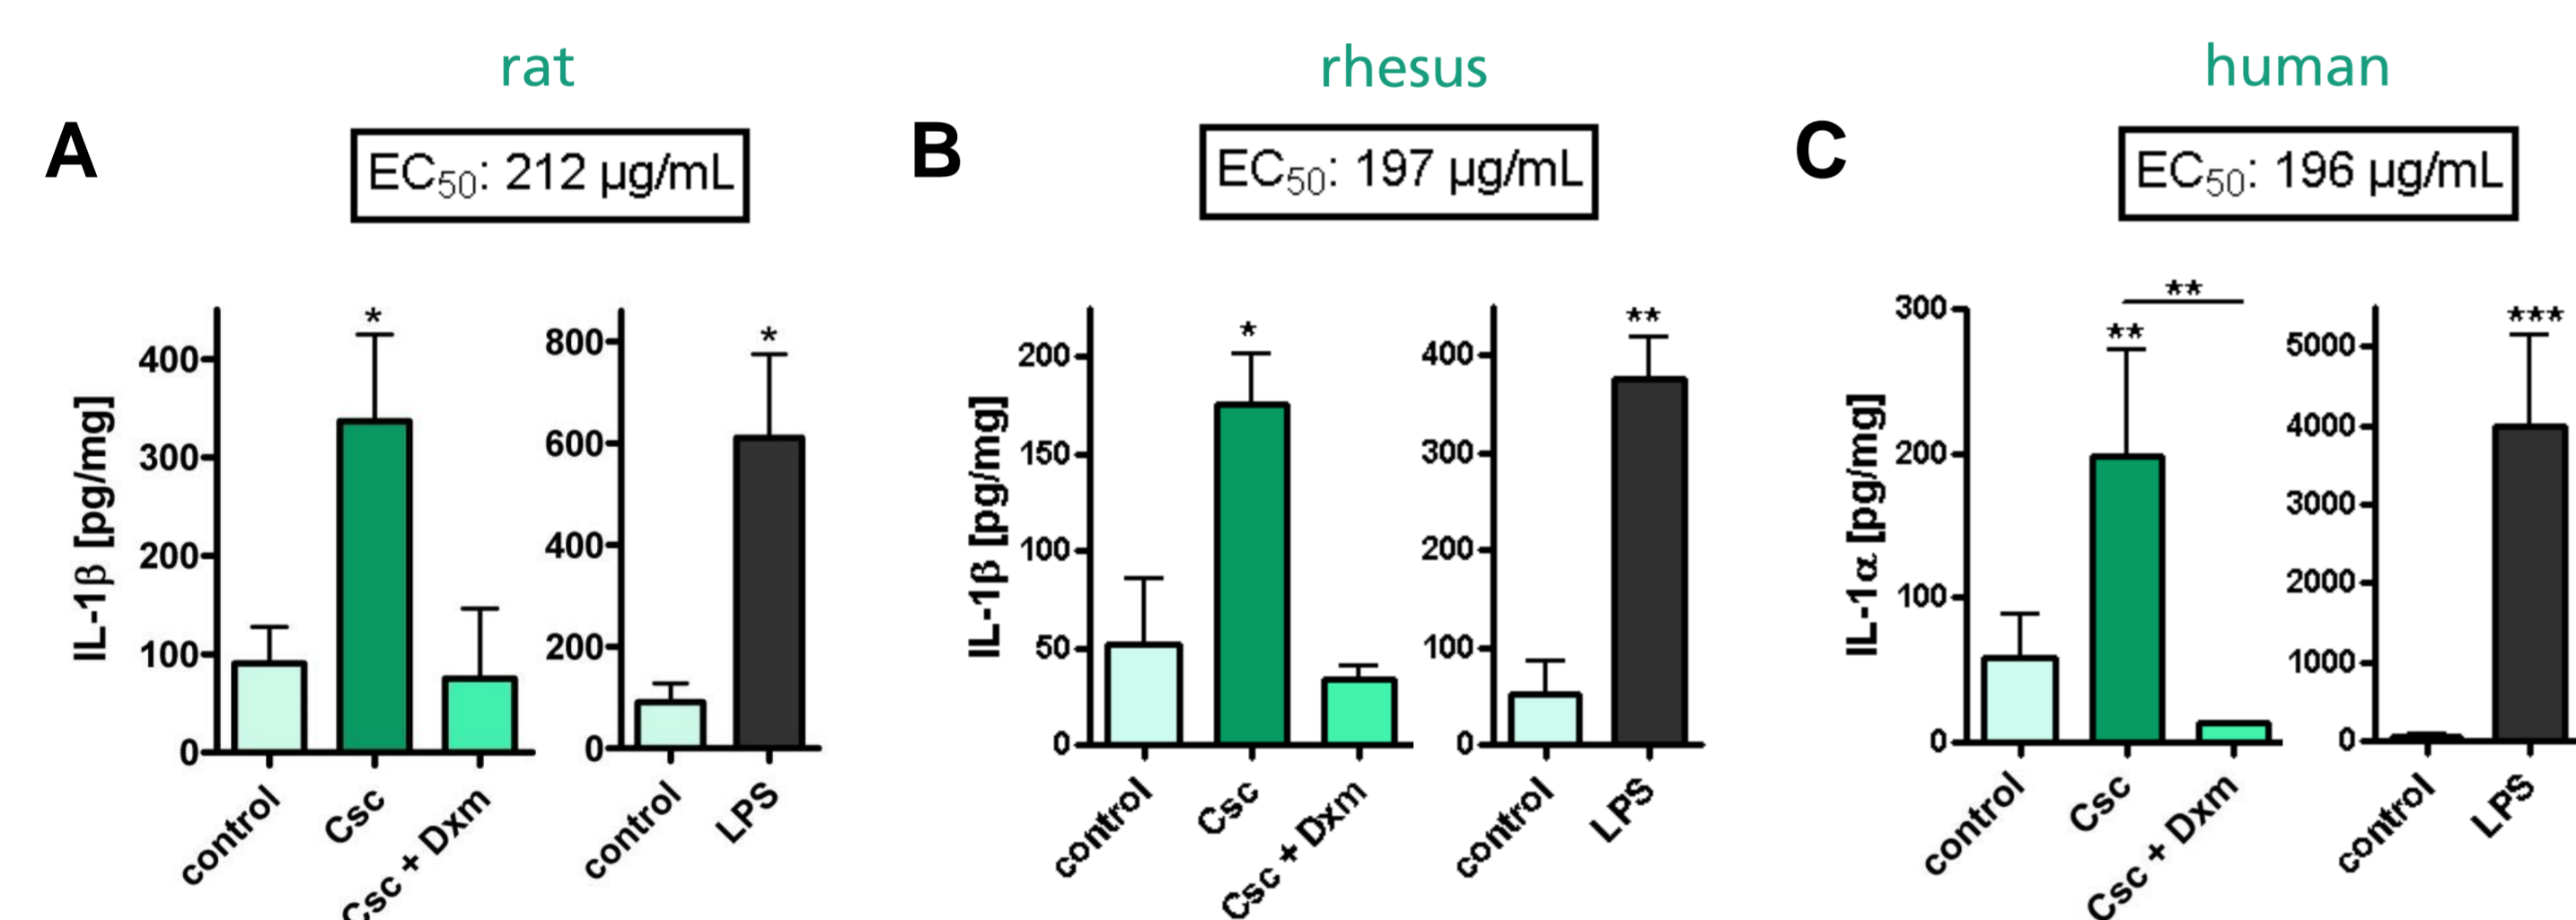 rat
rhesus
human
A
EC50: 212 µg/mL
B
EC50: 197 µg/mL
C
EC50: 196 µg/mL
IL-1β [pg/mg]
400
300
200
100
0
*
control
Csc
Csc + Dxm
800
600
400
200
0
*
control
LPS
IL-1β [pg/mg]
200
150
100
50
0
*
control
Csc
Csc + Dxm
400
300
200
100
0
**
control
LPS
IL-1α [pg/mg]
300
200
100
0
**
**
control
Csc
Csc + Dxm
5000
4000
3000
2000
1000
0
***
control
LPS